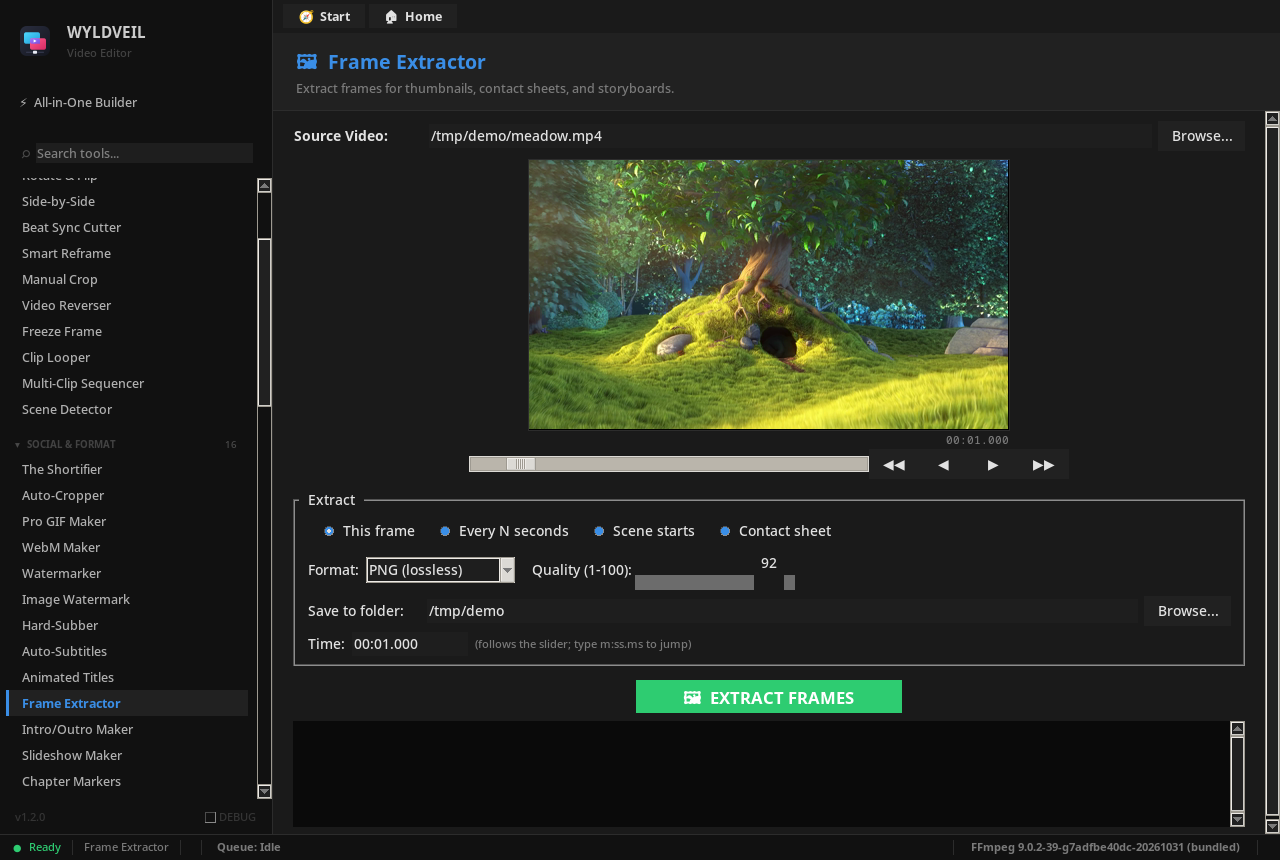 WYLDVEIL
Video Editor
⚡ All-in-One Builder
Search tools...
Rotate & Flip
Side-by-Side
Beat Sync Cutter
Smart Reframe
Manual Crop
Video Reverser
Freeze Frame
Clip Looper
Multi-Clip Sequencer
Scene Detector
SOCIAL & FORMAT 16
The Shortifier
Auto-Cropper
Pro GIF Maker
WebM Maker
Watermarker
Image Watermark
Hard-Subber
Auto-Subtitles
Animated Titles
Frame Extractor
Intro/Outro Maker
Slideshow Maker
Chapter Markers
v1.2.0 DEBUG
Start Home
Frame Extractor
Extract frames for thumbnails, contact sheets, and storyboards.
Source Video: /tmp/demo/meadow.mp4 Browse...
00:01.000
Extract
This frame Every N seconds Scene starts Contact sheet
Format: PNG (lossless) Quality (1-100): 92
Save to folder: /tmp/demo Browse...
Time: 00:01.000 (follows the slider; type m:ss.ms to jump)
EXTRACT FRAMES
Ready Frame Extractor Queue: Idle FFmpeg 9.0.2-39-g7adfbe40dc-20261031 (bundled)